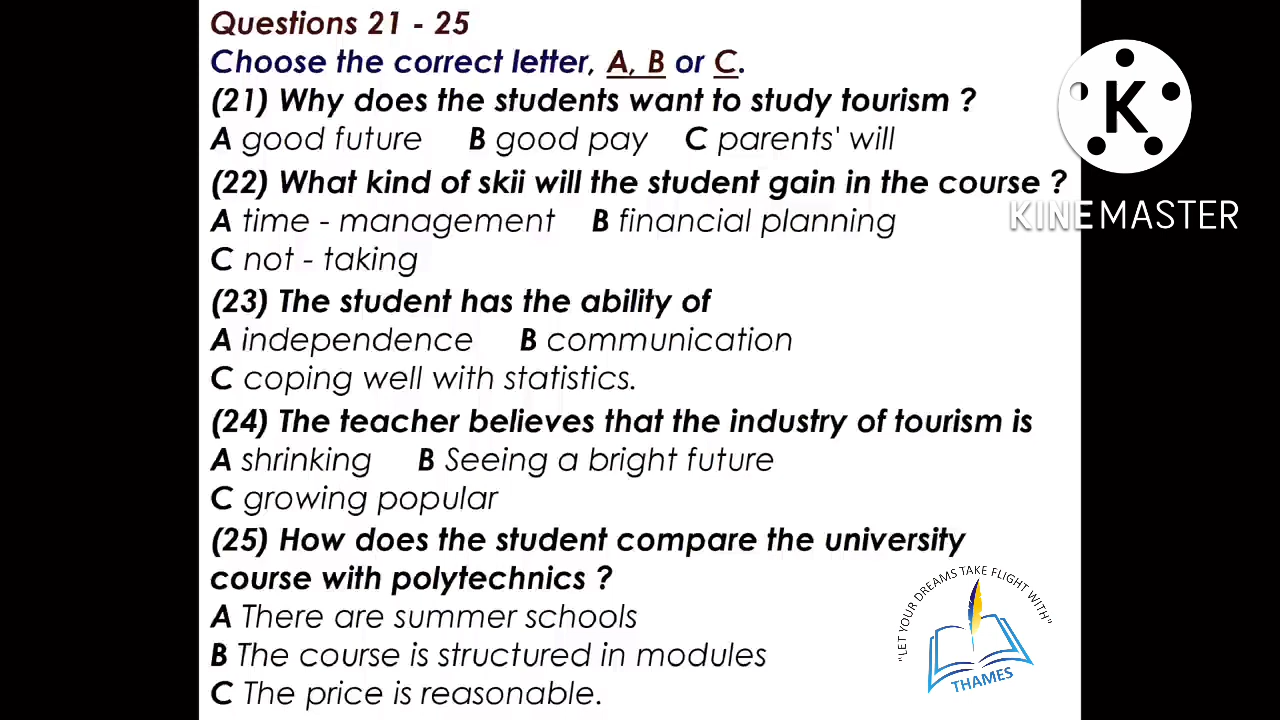 Questions 21 - 25
Choose the correct letter, A, B or C.
(21) Why does the students want to study tourism ?
A good future B good pay C parents' will
(22) What kind of skii will the student gain in the course ?
A time - management B financial planning
C not - taking
(23) The student has the ability of
A independence B communication
C coping well with statistics.
(24) The teacher believes that the industry of tourism is
A shrinking B Seeing a bright future
C growing popular
(25) How does the student compare the university
course with polytechnics ?
A There are summer schools
B The course is structured in modules
C The price is reasonable.
K
KINEMASTER
"LET YOUR DREAMS TAKE FLIGHT WITH"
THAMES